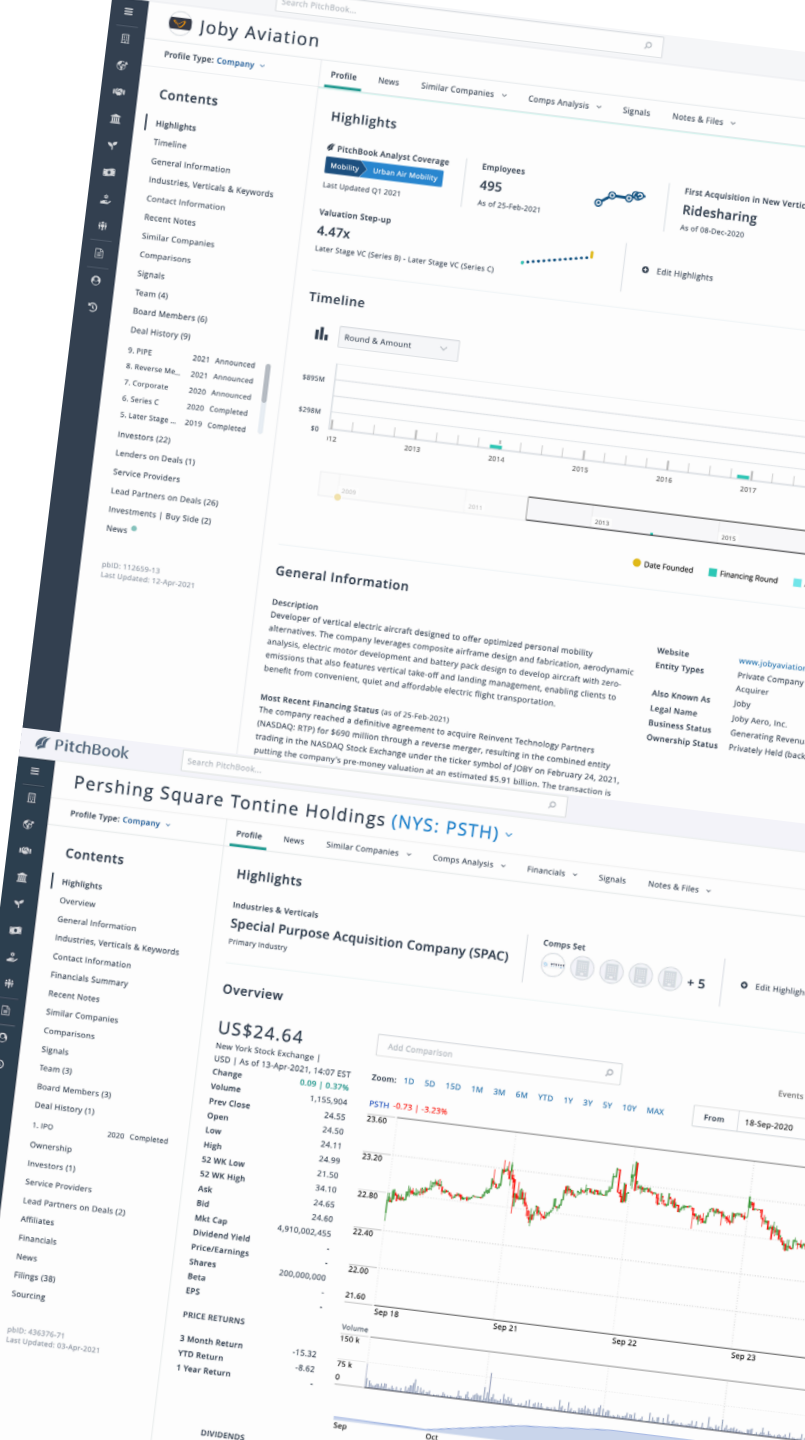 Search PitchBook...
Joby Aviation
Profile Type: Company
Profile
News
Similar Companies
Comps Analysis
Signals
Notes & Files
Contents
Highlights
Timeline
General Information
Industries, Verticals & Keywords
Contact Information
Recent Notes
Similar Companies
Comparisons
Signals
Team (4)
Board Members (6)
Deal History (9)
9. PIPE 2021 Announced
8. Reverse Me... 2021 Announced
7. Corporate 2020 Announced
6. Series C 2020 Completed
5. Later Stage ... 2019 Completed
Investors (22)
Lenders on Deals (1)
Service Providers
Lead Partners on Deals (26)
Investments | Buy Side (2)
News
pbID: 112659-13
Last Updated: 12-Apr-2021
Highlights
PitchBook Analyst Coverage
Mobility Urban Air Mobility
Last Updated Q1 2021
Employees
495
As of 25-Feb-2021
First Acquisition in New Vertic
Ridesharing
As of 08-Dec-2020
Valuation Step-up
4.47x
Later Stage VC (Series B) - Later Stage VC (Series C)
Edit Highlights
Timeline
Round & Amount
$895M
$298M
$0
'12 2013 2014 2015 2016 2017
2009 2011 2013 2015
Date Founded
Financing Round
General Information
Description
Developer of vertical electric aircraft designed to offer optimized personal mobility
alternatives. The company leverages composite airframe design and fabrication, aerodynamic
analysis, electric motor development and battery pack design to develop aircraft with zero-
emissions that also features vertical take-off and landing management, enabling clients to
benefit from convenient, quiet and affordable electric flight transportation.
Most Recent Financing Status (as of 25-Feb-2021)
The company reached a definitive agreement to acquire Reinvent Technology Partners
(NASDAQ: RTP) for $690 million through a reverse merger, resulting in the combined entity
trading in the NASDAQ Stock Exchange under the ticker symbol of JOBY on February 24, 2021,
putting the company's pre-money valuation at an estimated $5.91 billion. The transaction is
Website www.jobyaviation
Entity Types Private Company
Acquirer
Also Known As Joby
Legal Name Joby Aero, Inc.
Business Status Generating Revenu
Ownership Status Privately Held (back
PitchBook
Search PitchBook...
Pershing Square Tontine Holdings (NYS: PSTH)
Profile Type: Company
Profile
News
Similar Companies
Comps Analysis
Financials
Signals
Notes & Files
Contents
Highlights
Overview
General Information
Industries, Verticals & Keywords
Contact Information
Financials Summary
Recent Notes
Similar Companies
Comparisons
Signals
Team (3)
Board Members (3)
Deal History (1)
1. IPO 2020 Completed
Ownership
Investors (1)
Service Providers
Lead Partners on Deals (2)
Affiliates
Financials
News
Filings (38)
Sourcing
pbID: 436376-71
Last Updated: 03-Apr-2021
Highlights
Industries & Verticals
Special Purpose Acquisition Company (SPAC)
Primary Industry
Comps Set
+ 5
Edit Highligh
Overview
US$24.64
New York Stock Exchange |
USD | As of 13-Apr-2021, 14:07 EST
Change 0.09 | 0.37%
Volume 1,155,904
Prev Close 24.55
Open 24.50
Low 24.11
High 24.99
52 WK Low 21.50
52 WK High 34.10
Ask 24.65
Bid 24.60
Mkt Cap 4,910,002,455
Dividend Yield -
Price/Earnings -
Shares 200,000,000
Beta -
EPS -
PRICE RETURNS
3 Month Return -15.32
YTD Return -8.62
1 Year Return -
DIVIDENDS
Add Comparison
Zoom: 1D 5D 15D 1M 3M 6M YTD 1Y 3Y 5Y 10Y MAX
Events
From 18-Sep-2020
PSTH -0.73 | -3.23%
23.60
23.20
22.80
22.40
22.00
21.60
Sep 18 Sep 21 Sep 22 Sep 23
Volume
150 k
75 k
0
Sep Oct